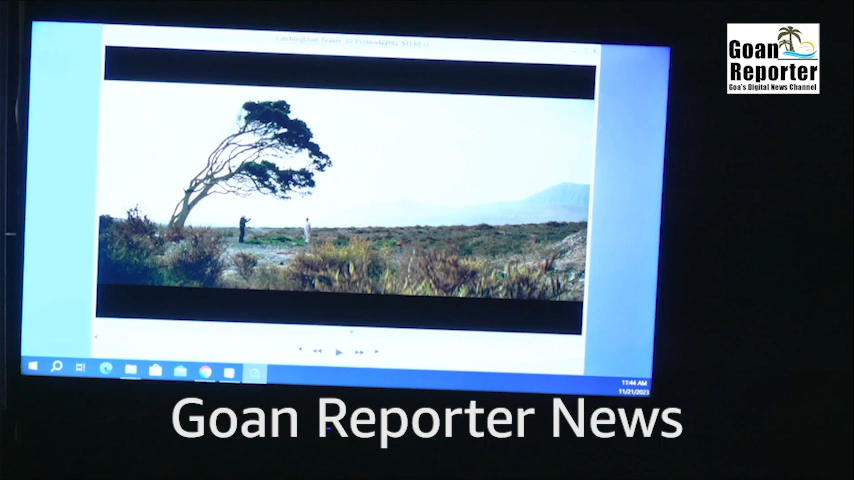 Goan
Reporter
Goa's Digital News Channel
11:44 AM
11/21/2023
Goan Reporter News